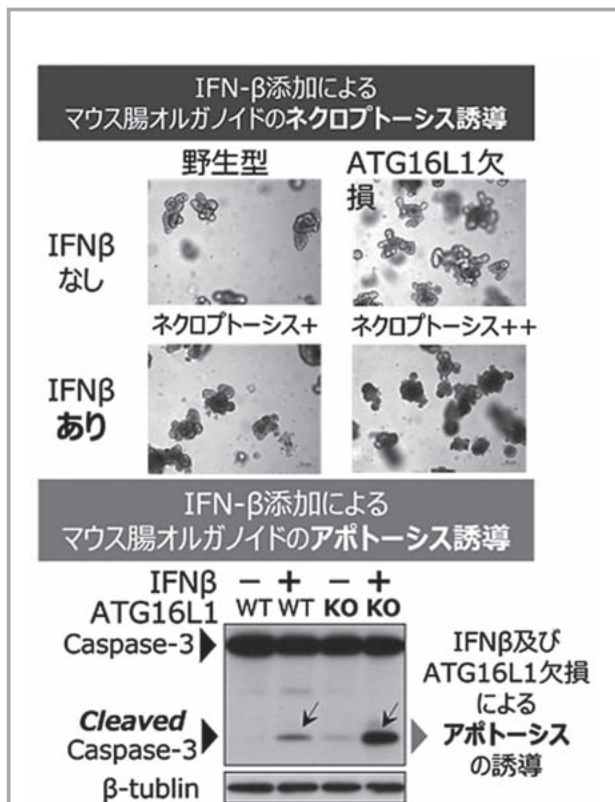 IFN-β添加による
マウス腸オルガノイドのネクロプトーシス誘導
野生型
ATG16L1欠
損
IFNβ
なし
ネクロプトーシス+
ネクロプトーシス++
IFNβ
あり
IFN-β添加による
マウス腸オルガノイドのアポトーシス誘導
IFNβ - + - +
ATG16L1 WT WT KO KO
Caspase-3
Cleaved
Caspase-3
IFNβ及び
ATG16L1欠損
による
アポトーシス
の誘導
β-tublin